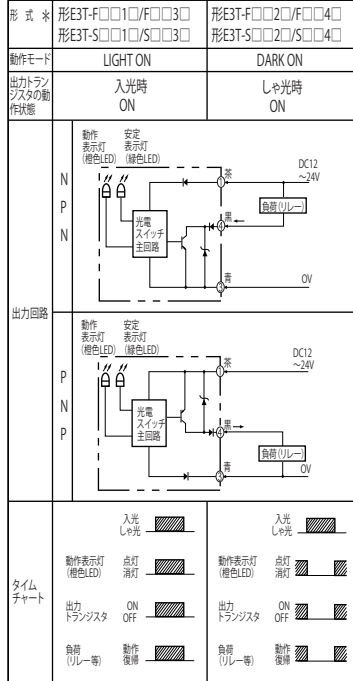 形 式 * 形E3T-F□□1□/F□□3□ 形E3T-F□□2□/F□□4□
形E3T-S□□1□/S□□3□ 形E3T-S□□2□/S□□4□
動作モード LIGHT ON DARK ON
出力トラン
ジスタの動
作状態
入光時
ON
しゃ光時
ON
出力回路
N
P
N
動作
表示灯
(橙色LED)
安定
表示灯
(緑色LED)
光電
スイッチ
主回路
1 茶
DC12
~24V
黒
4
負荷(リレー)
青
3
0V
P
N
P
動作
表示灯
(橙色LED)
安定
表示灯
(緑色LED)
光電
スイッチ
主回路
1 茶
DC12
~24V
黒
4
負荷(リレー)
青
3
0V
タイム
チャート
入光
しゃ光
動作表示灯 点灯
(橙色LED) 消灯
出力 ON
トランジスタ OFF
負荷 動作
(リレー等) 復帰
入光
しゃ光
動作表示灯 点灯
(橙色LED) 消灯
出力 ON
トランジスタ OFF
負荷 動作
(リレー等) 復帰